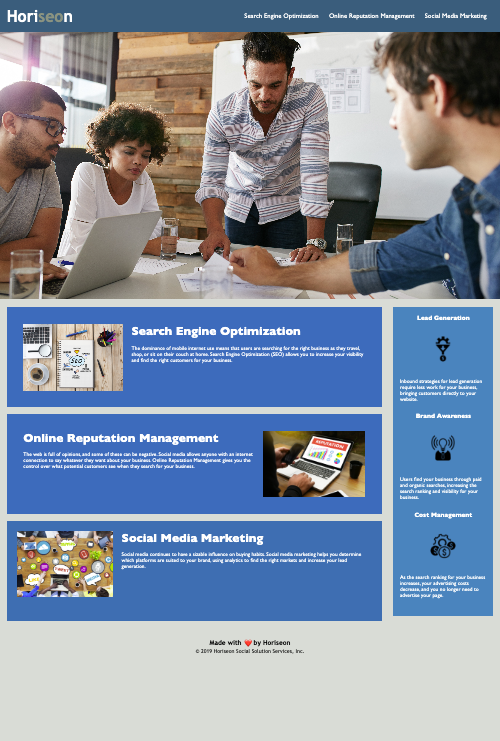 Horiseon
Search Engine Optimization
Online Reputation Management
Social Media Marketing
Search Engine Optimization
The dominance of mobile internet use means that users are searching for the right business as they travel,
shop, or sit on their couch at home. Search Engine Optimization (SEO) allows you to increase your visibility
and find the right customers for your business.
SEO
Online Reputation Management
The web is full of opinions, and some of these can be negative. Social media allows anyone with an internet
connection to say whatever they want about your business. Online Reputation Management gives you the
control over what potential customers see when they search for your business.
REPUTATION
Social Media Marketing
Social media continues to have a sizable influence on buying habits. Social media marketing helps you determine
which platforms are suited to your brand, using analytics to find the right markets and increase your lead
generation.
Lead Generation
Inbound strategies for lead generation
require less work for your business,
bringing customers directly to your
website.
Brand Awareness
Users find your business through paid
and organic searches, increasing the
search ranking and visibility for your
business.
Cost Management
As the search ranking for your business
increases, your advertising costs
decrease, and you no longer need to
advertise your page.
Made with ❤️ by Horiseon
© 2019 Horiseon Social Solution Services, Inc.